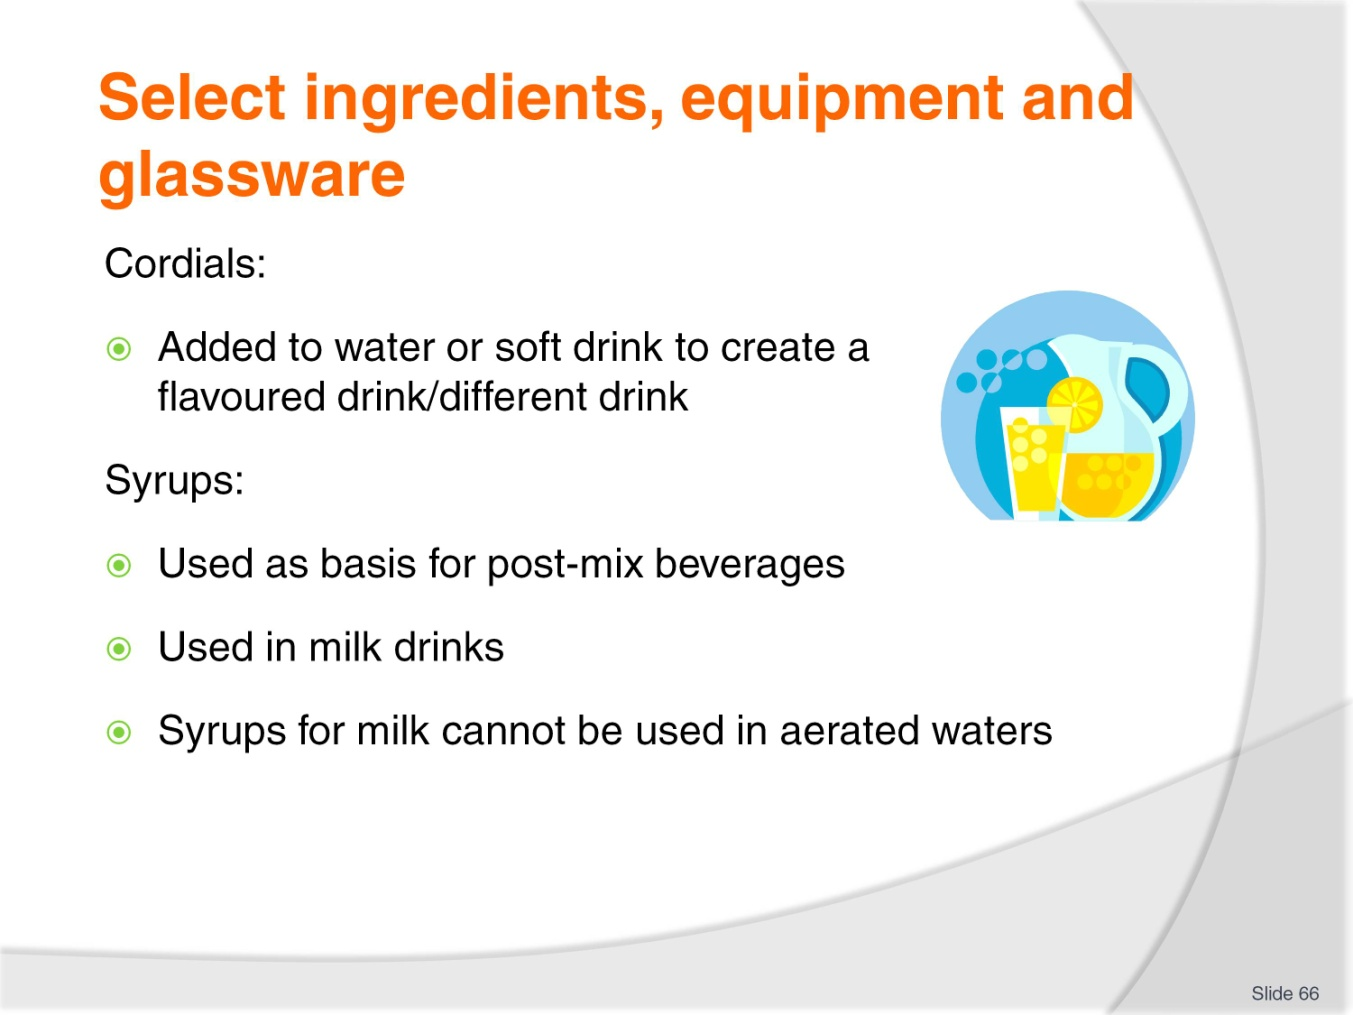 Select ingredients, equipment and
glassware
Cordials:
Added to water or soft drink to create a
flavoured drink/different drink
Syrups:
Used as basis for post-mix beverages
Used in milk drinks
Syrups for milk cannot be used in aerated waters
Slide 66